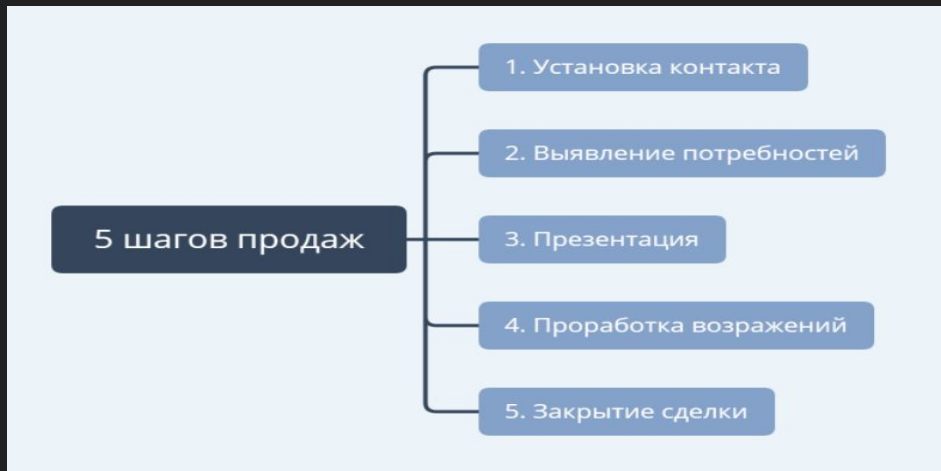 5 шагов продаж
1. Установка контакта
2. Выявление потребностей
3. Презентация
4. Проработка возражений
5. Закрытие сделки